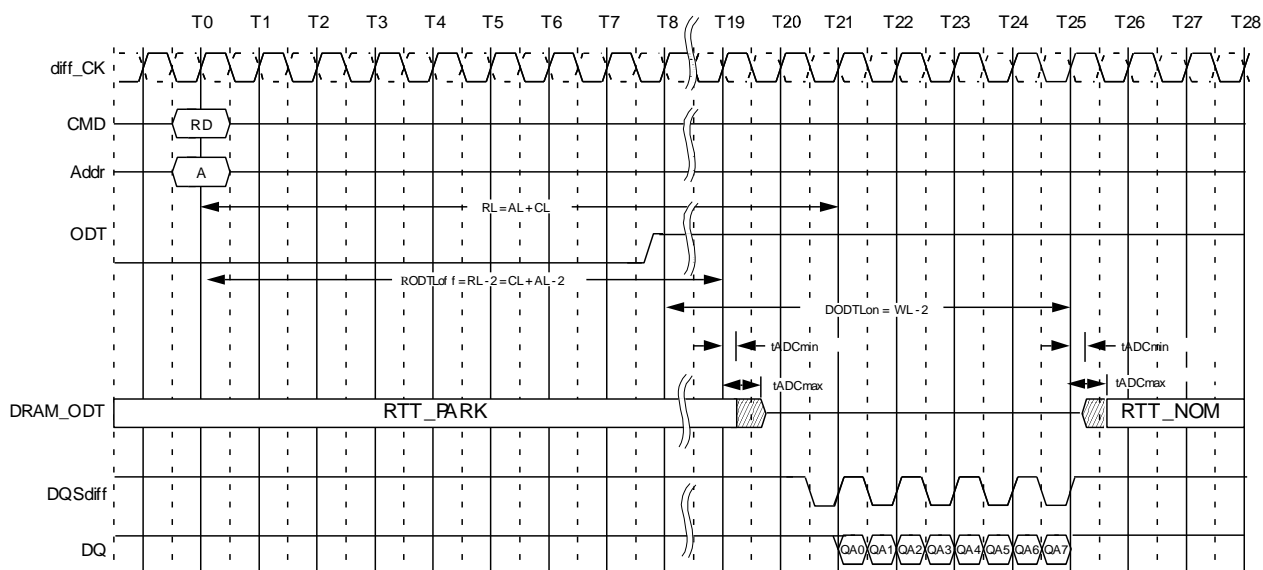 T0 T1 T2 T3 T4 T5 T6 T7 T8 T19 T20 T21 T22 T23 T24 T25 T26 T27 T28
diff_CK
CMD RD
Addr A
RL=AL+CL
ODT
RODTLoff=RL-2=CL+AL-2
DODTLon=WL-2
tADCmin tADCmin
tADCmax tADCmax
DRAM_ODT RTT_PARK RTT_NOM
DQSdiff
DQ QA0 QA1 QA2 QA3 QA4 QA5 QA6 QA7